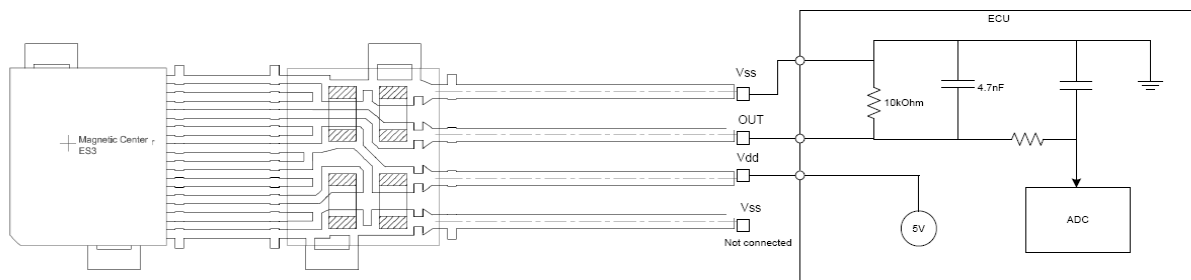 ECU
Vss
4.7nF
10kOhm
OUT
Magnetic Center
ES3
Vdd
Vss
Not connected
5V
ADC